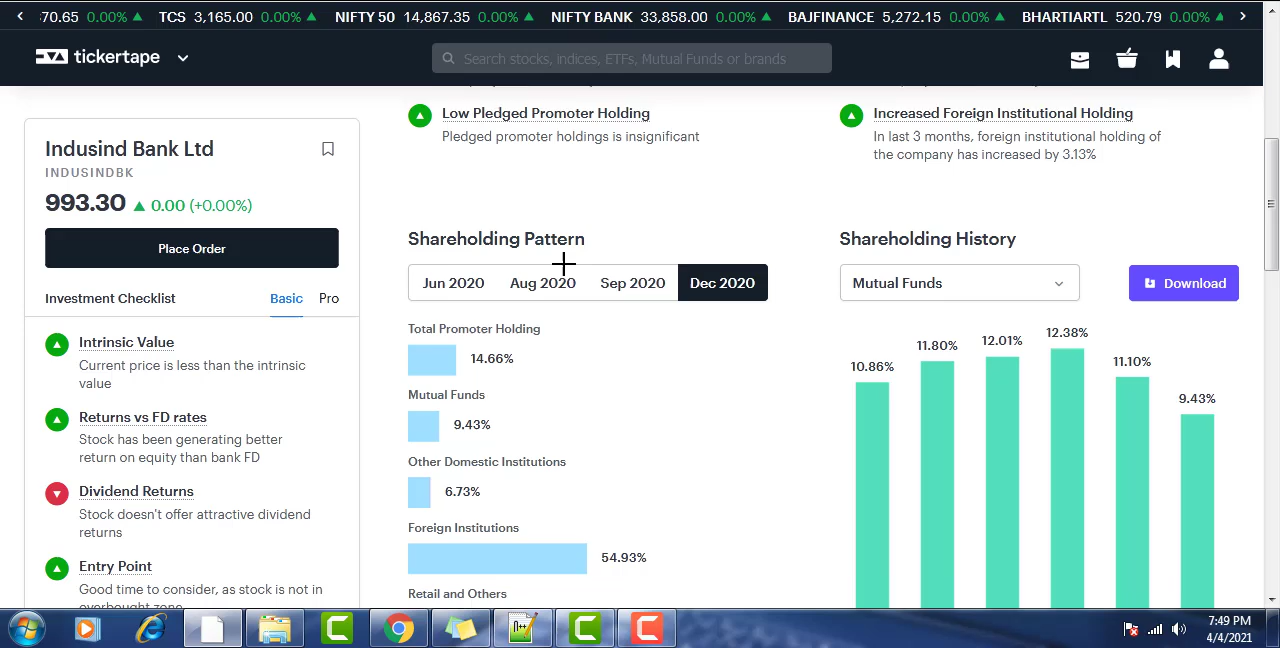 70.65 0.00% TCS 3,165.00 0.00% NIFTY 50 14,867.35 0.00% NIFTY BANK 33,858.00 0.00% BAJFINANCE 5,272.15 0.00% BHARTIARTL 520.79 0.00%
tickertape
Search stocks, indices, ETFs, Mutual Funds or brands
Low Pledged Promoter Holding
Pledged promoter holdings is insignificant
Increased Foreign Institutional Holding
In last 3 months, foreign institutional holding of
the company has increased by 3.13%
Indusind Bank Ltd
INDUSINDBK
993.30 0.00 (+0.00%)
Place Order
Investment Checklist Basic Pro
Intrinsic Value
Current price is less than the intrinsic
value
Returns vs FD rates
Stock has been generating better
return on equity than bank FD
Dividend Returns
Stock doesn't offer attractive dividend
returns
Entry Point
Good time to consider, as stock is not in
overbought zone
Shareholding Pattern
Jun 2020 Aug 2020 Sep 2020 Dec 2020
Total Promoter Holding
14.66%
Mutual Funds
9.43%
Other Domestic Institutions
6.73%
Foreign Institutions
54.93%
Retail and Others
Shareholding History
Mutual Funds
Download
10.86% 11.80% 12.01% 12.38% 11.10% 9.43%
7:49 PM
4/4/2021